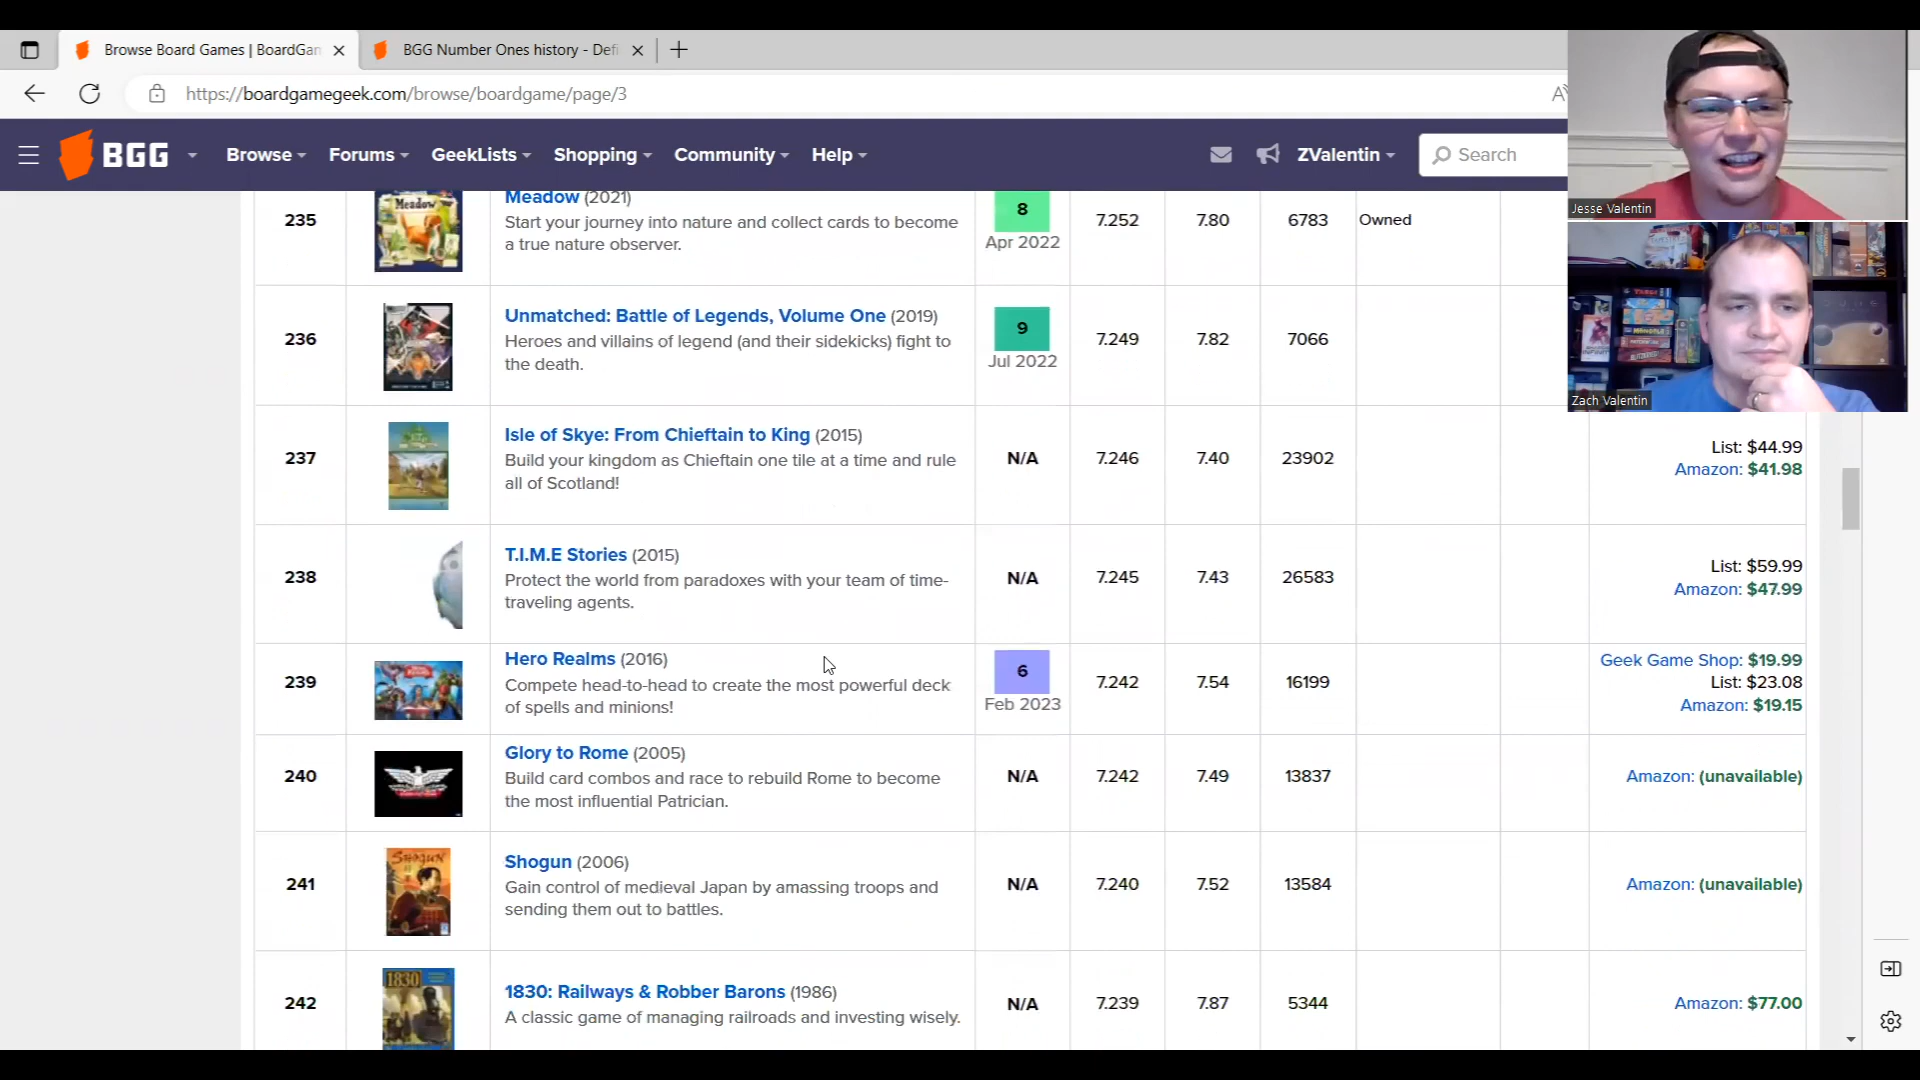 Browse Board Games | BoardGan
BGG Number Ones history - Defi
https://boardgamegeek.com/browse/boardgame/page/3
BGG
Browse
Forums
GeekLists
Shopping
Community
Help
ZValentin
Search
Jesse Valentin
Zach Valentin
235
Meadow
Meadow (2021)
Start your journey into nature and collect cards to become
a true nature observer.
8
Apr 2022
7.252
7.80
6783
Owned
236
Unmatched: Battle of Legends, Volume One (2019)
Heroes and villains of legend (and their sidekicks) fight to
the death.
9
Jul 2022
7.249
7.82
7066
237
Isle of Skye: From Chieftain to King (2015)
Build your kingdom as Chieftain one tile at a time and rule
all of Scotland!
N/A
7.246
7.40
23902
List: $44.99
Amazon: $41.98
238
T.I.M.E Stories (2015)
Protect the world from paradoxes with your team of time-
traveling agents.
N/A
7.245
7.43
26583
List: $59.99
Amazon: $47.99
239
Hero Realms (2016)
Compete head-to-head to create the most powerful deck
of spells and minions!
6
Feb 2023
7.242
7.54
16199
Geek Game Shop: $19.99
List: $23.08
Amazon: $19.15
240
Glory to Rome (2005)
Build card combos and race to rebuild Rome to become
the most influential Patrician.
N/A
7.242
7.49
13837
Amazon: (unavailable)
241
SHOGUN
Shogun (2006)
Gain control of medieval Japan by amassing troops and
sending them out to battles.
N/A
7.240
7.52
13584
Amazon: (unavailable)
242
1830
1830: Railways & Robber Barons (1986)
A classic game of managing railroads and investing wisely.
N/A
7.239
7.87
5344
Amazon: $77.00